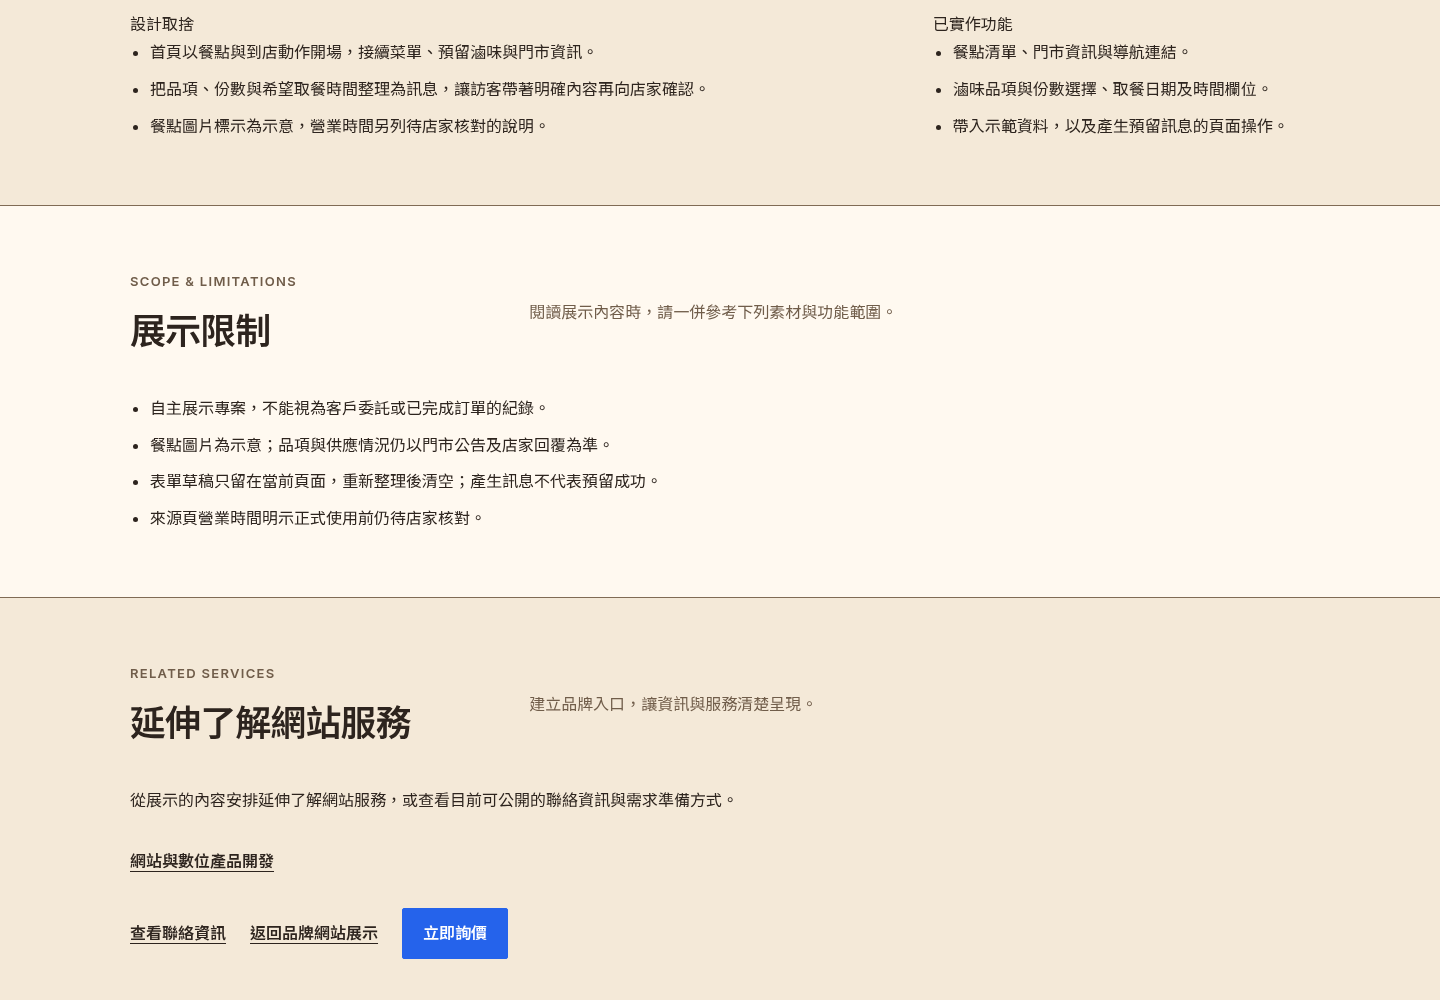 設計取捨
首頁以餐點與到店動作開場，接續菜單、預留滷味與門市資訊。
把品項、份數與希望取餐時間整理為訊息，讓訪客帶著明確內容再向店家確認。
餐點圖片標示為示意，營業時間另列待店家核對的說明。
已實作功能
餐點清單、門市資訊與導航連結。
滷味品項與份數選擇、取餐日期及時間欄位。
帶入示範資料，以及產生預留訊息的頁面操作。
SCOPE & LIMITATIONS
展示限制
閱讀展示內容時，請一併參考下列素材與功能範圍。
自主展示專案，不能視為客戶委託或已完成訂單的紀錄。
餐點圖片為示意；品項與供應情況仍以門市公告及店家回覆為準。
表單草稿只留在當前頁面，重新整理後清空；產生訊息不代表預留成功。
來源頁營業時間明示正式使用前仍待店家核對。
RELATED SERVICES
延伸了解網站服務
建立品牌入口，讓資訊與服務清楚呈現。
從展示的內容安排延伸了解網站服務，或查看目前可公開的聯絡資訊與需求準備方式。
網站與數位產品開發
查看聯絡資訊
返回品牌網站展示
立即詢價